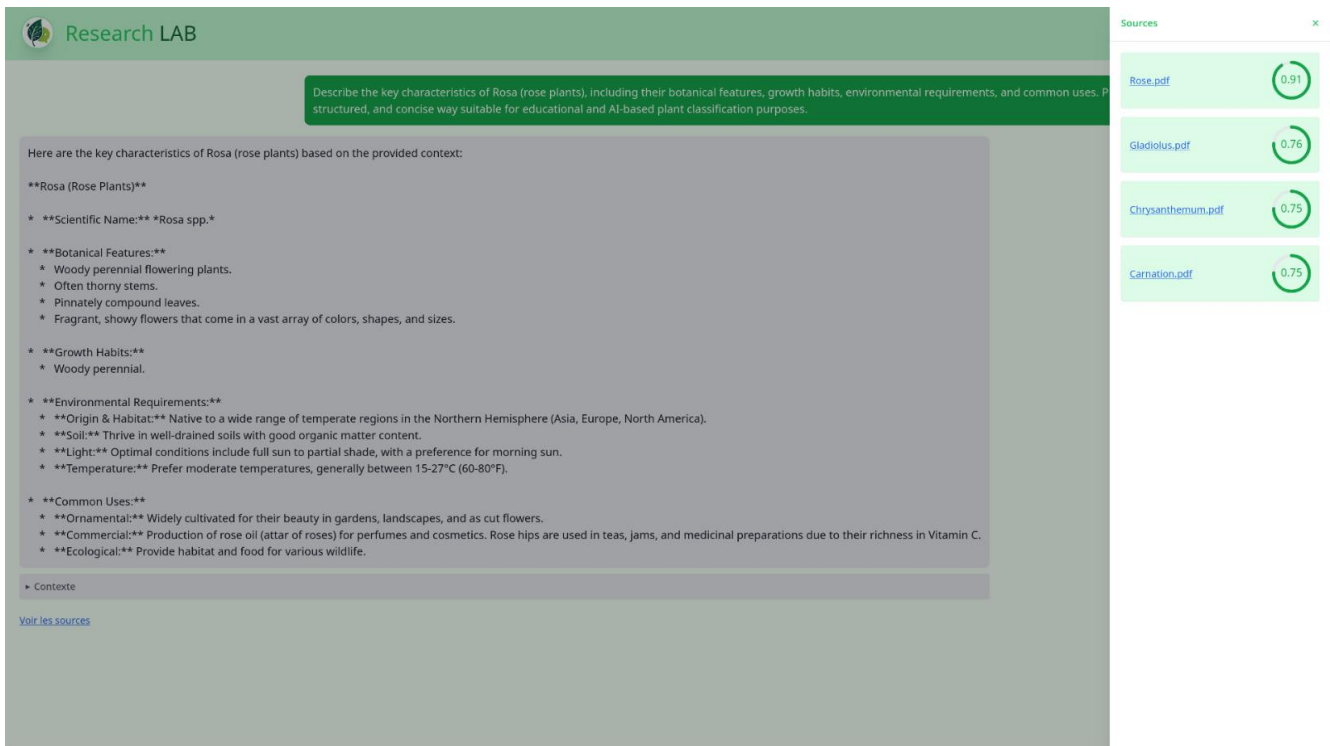 Research LAB
Describe the key characteristics of Rosa (rose plants), including their botanical features, growth habits, environmental requirements, and common uses. P
structured, and concise way suitable for educational and AI-based plant classification purposes.
Here are the key characteristics of Rosa (rose plants) based on the provided context:
**Rosa (Rose Plants)**
* **Scientific Name:** *Rosa spp.*
* **Botanical Features:**
* Woody perennial flowering plants.
* Often thorny stems.
* Pinnately compound leaves.
* Fragrant, showy flowers that come in a vast array of colors, shapes, and sizes.
* **Growth Habits:**
* Woody perennial.
* **Environmental Requirements:**
* **Origin & Habitat:** Native to a wide range of temperate regions in the Northern Hemisphere (Asia, Europe, North America).
* **Soil:** Thrive in well-drained soils with good organic matter content.
* **Light:** Optimal conditions include full sun to partial shade, with a preference for morning sun.
* **Temperature:** Prefer moderate temperatures, generally between 15-27°C (60-80°F).
* **Common Uses:**
* **Ornamental:** Widely cultivated for their beauty in gardens, landscapes, and as cut flowers.
* **Commercial:** Production of rose oil (attar of roses) for perfumes and cosmetics. Rose hips are used in teas, jams, and medicinal preparations due to their richness in Vitamin C.
* **Ecological:** Provide habitat and food for various wildlife.
▸ Contexte
Voir les sources
Sources ×
Rose.pdf 0.91
Gladiolus.pdf 0.76
Chrysanthemum.pdf 0.75
Carnation.pdf 0.75